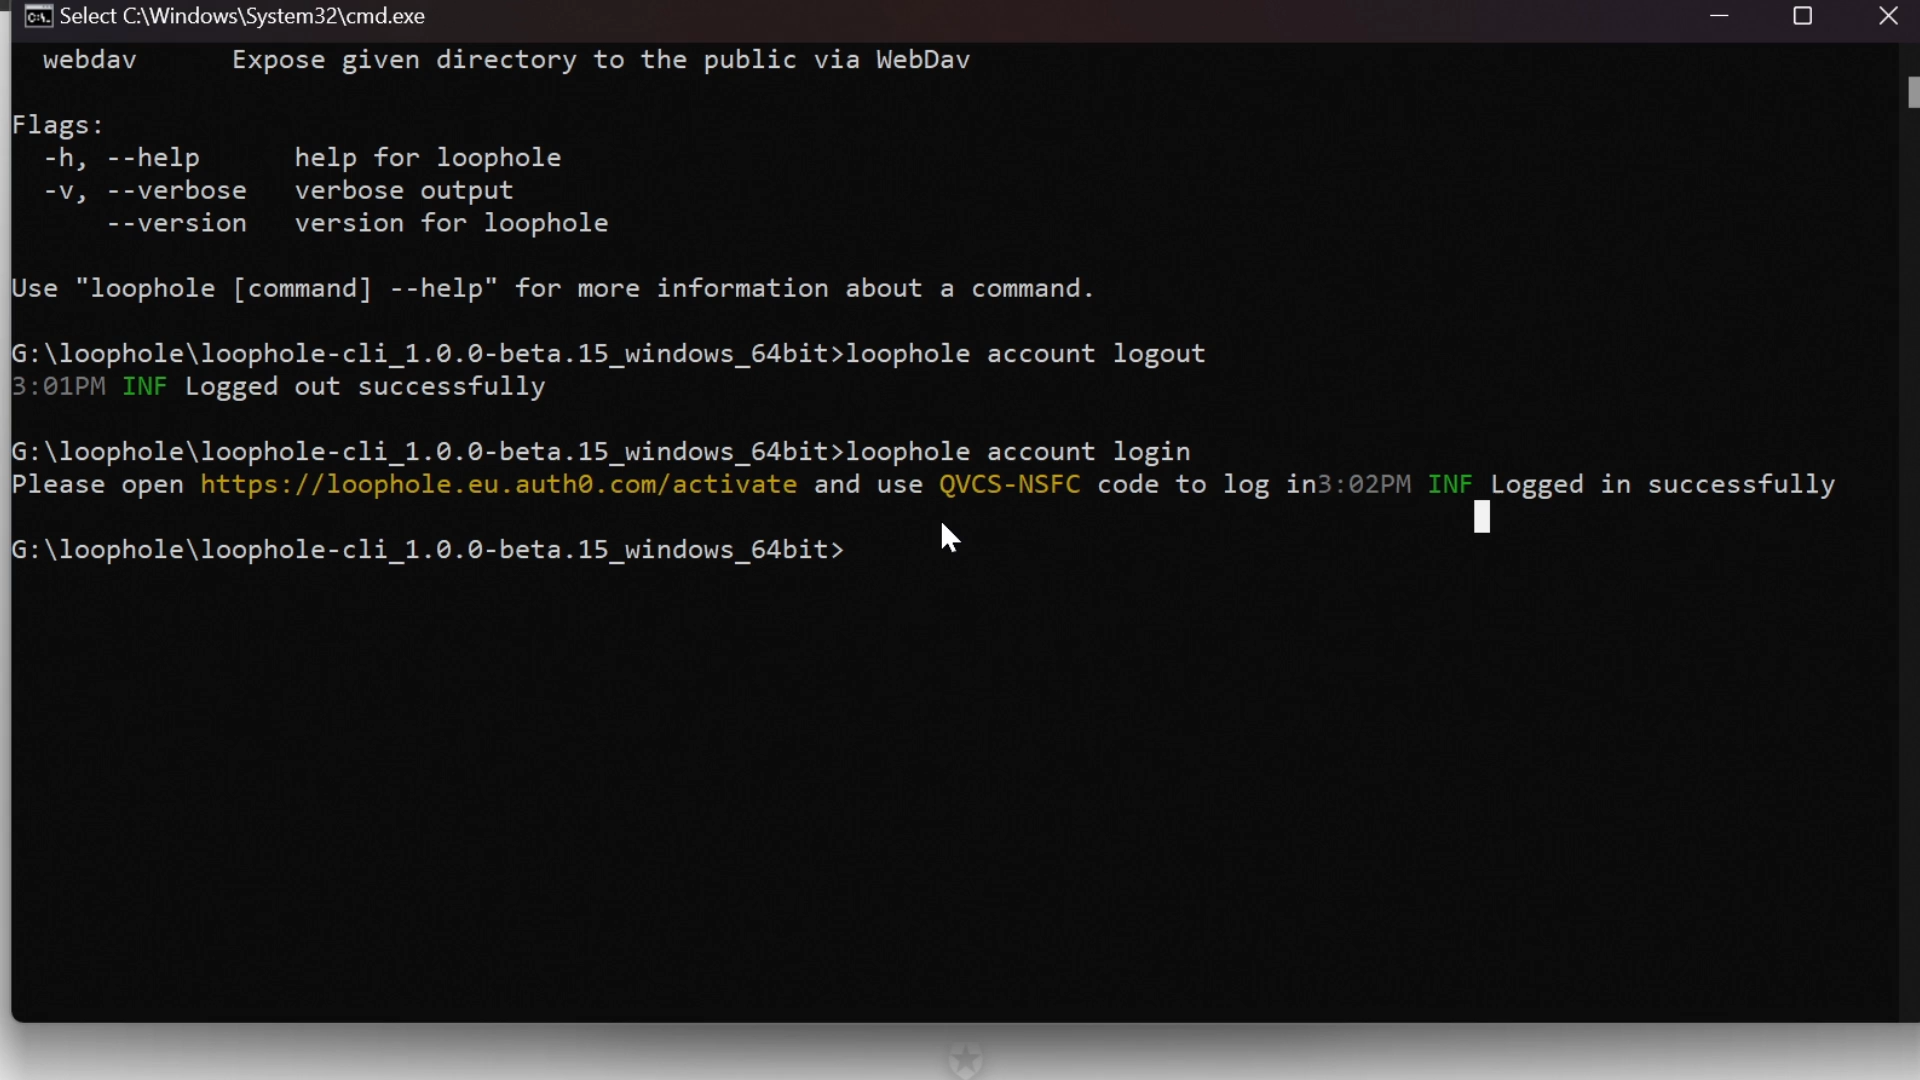 Select C:\Windows\System32\cmd.exe
webdav      Expose given directory to the public via WebDav
Flags:
-h, --help      help for loophole
-v, --verbose   verbose output
--version   version for loophole
Use "loophole [command] --help" for more information about a command.
G:\loophole\loophole-cli_1.0.0-beta.15_windows_64bit>loophole account logout
3:01PM INF Logged out successfully
G:\loophole\loophole-cli_1.0.0-beta.15_windows_64bit>loophole account login
Please open https://loophole.eu.auth0.com/activate and use QVCS-NSFC code to log in3:02PM INF Logged in successfully
G:\loophole\loophole-cli_1.0.0-beta.15_windows_64bit>